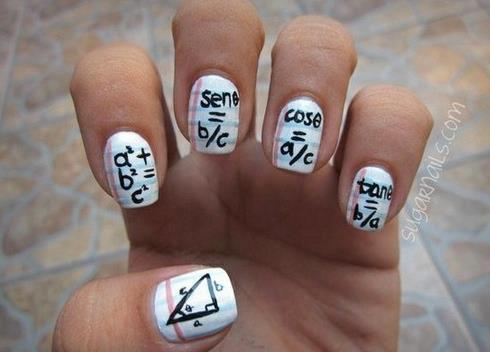 a²+
b²=
c²
senθ
=
b/c
cosθ
=
a/c
tanθ
=
b/a
c
b
θ
a
sugarnails.com